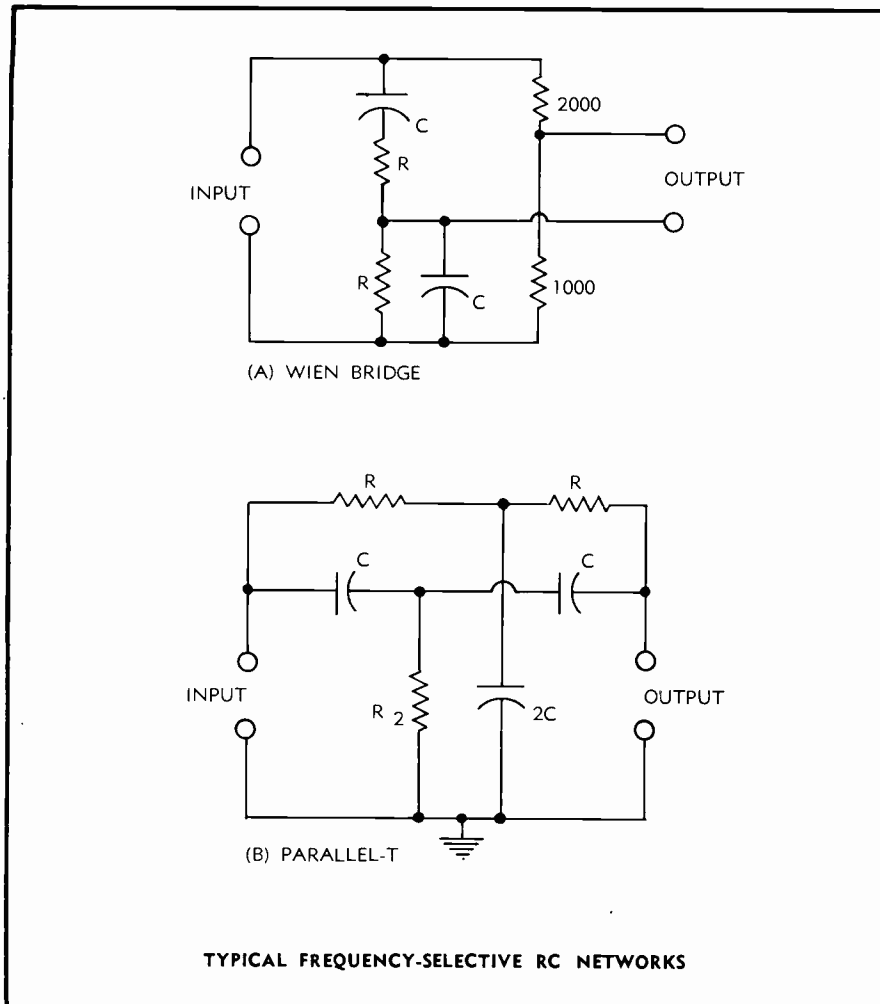 2000
C
R
INPUT
OUTPUT
R
C
1000
(A) WIEN BRIDGE
R
R
C
C
INPUT
R 2
2C
OUTPUT
(B) PARALLEL-T
TYPICAL FREQUENCY-SELECTIVE RC NETWORKS